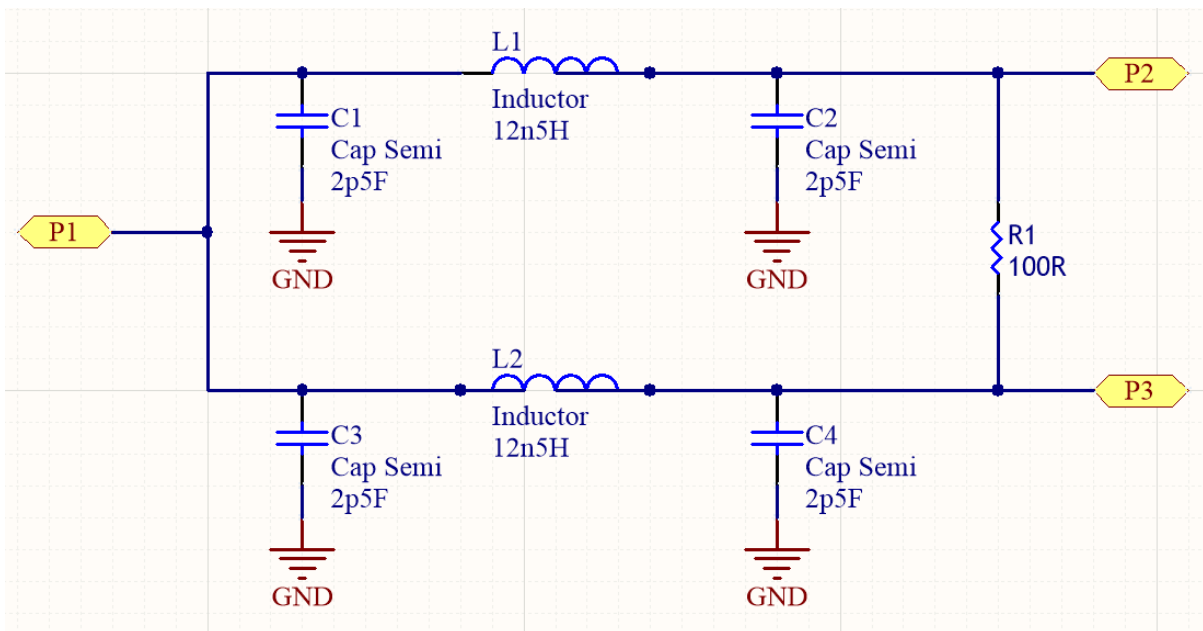 L1
Inductor
12n5H
P2
C1
Cap Semi
2p5F
C2
Cap Semi
2p5F
P1
R1
100R
GND
GND
L2
Inductor
12n5H
P3
C3
Cap Semi
2p5F
C4
Cap Semi
2p5F
GND
GND